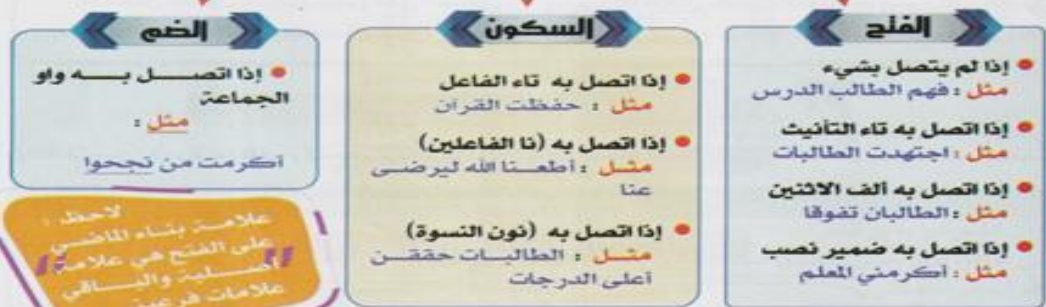 الفتح
إذا لم يتصل بشيء
مثل : فهم الطالب الدرس
إذا اتصل به تاء التأنيث
مثل : اجتهدت الطالبات
إذا اتصل به ألف الاثنين
مثل : الطالبان تفوقا
إذا اتصل به ضمير نصب
مثل : أكرمني المعلم
السكون
إذا اتصل به تاء الفاعل
مثل : حفظت القرآن
إذا اتصل به (نا الفاعلين)
مثل : أطعنا الله ليرضى
عنا
إذا اتصل به (نون النسوة)
مثل : الطالبات حققن
أعلى الدرجات
الضم
إذا اتصل به واو
الجماعة
مثل :
أكرمت من نجحوا
لاحظ :
علامة بناء الماضي
على الفتح هي علامة
أصلية والباقي
علامات فرعية